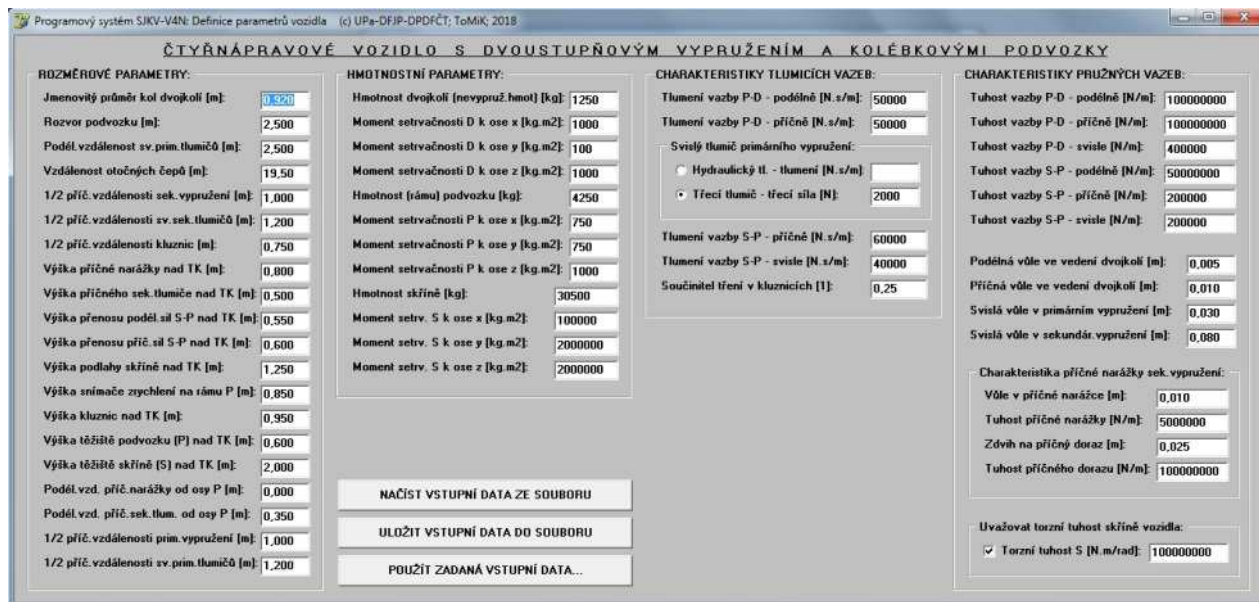 Programový systém SJKV-V4N: Definice parametrů vozidla (c) UPa-DFJP-DPDFČT; ToMiK; 2018
ČTYŘNÁPRAVOVÉ VOZIDLO S DVOUSTUPŇOVÝM VYPRUŽENÍM A KOLÉBKOVÝMI PODVOZKY
ROZMĚROVÉ PARAMETRY:
Jmenovitý průměr kol dvojkolí [m]: 0,920
Rozvor podvozku [m]: 2,500
Podél.vzdálenost sv.prim.tlumičů [m]: 2,500
Vzdálenost otočných čepů [m]: 19,50
1/2 příč.vzdálenosti sek.vypružení [m]: 1,000
1/2 příč.vzdálenosti sv.sek.tlumičů [m]: 1,200
1/2 příč.vzdálenosti kluznic [m]: 0,750
Výška příčné narážky nad TK [m]: 0,800
Výška příčného sek.tlumiče nad TK [m]: 0,500
Výška přenosu podél.sil S-P nad TK [m]: 0,550
Výška přenosu příč.sil S-P nad TK [m]: 0,600
Výška podlahy skříně nad TK [m]: 1,250
Výška snímače zrychlení na rámu P [m]: 0,850
Výška kluznic nad TK [m]: 0,950
Výška těžiště podvozku (P) nad TK [m]: 0,600
Výška těžiště skříně (S) nad TK [m]: 2,000
Podél.vzd. příč.narážky od osy P [m]: 0,000
Podél.vzd. příč.sek.tlum. od osy P [m]: 0,350
1/2 příč.vzdálenosti prim.vypružení [m]: 1,000
1/2 příč.vzdálenosti sv.prim.tlumičů [m]: 1,200
HMOTNOSTNÍ PARAMETRY:
Hmotnost dvojkolí (nevypruž.hmot) [kg]: 1250
Moment setrvačnosti D k ose x [kg.m2]: 1000
Moment setrvačnosti D k ose y [kg.m2]: 100
Moment setrvačnosti D k ose z [kg.m2]: 1000
Hmotnost (rámu) podvozku [kg]: 4250
Moment setrvačnosti P k ose x [kg.m2]: 750
Moment setrvačnosti P k ose y [kg.m2]: 750
Moment setrvačnosti P k ose z [kg.m2]: 1000
Hmotnost skříně [kg]: 30500
Moment setrv. S k ose x [kg.m2]: 100000
Moment setrv. S k ose y [kg.m2]: 2000000
Moment setrv. S k ose z [kg.m2]: 2000000
NAČÍST VSTUPNÍ DATA ZE SOUBORU
ULOŽIT VSTUPNÍ DATA DO SOUBORU
POUŽÍT ZADANÁ VSTUPNÍ DATA...
CHARAKTERISTIKY TLUMICÍCH VAZEB:
Tlumení vazby P-D - podélně [N.s/m]: 50000
Tlumení vazby P-D - příčně [N.s/m]: 50000
Svislý tlumič primárního vypružení:
Hydraulický tl. - tlumení [N.s/m]:
Třecí tlumič - třecí síla [N]: 2000
Tlumení vazby S-P - příčně [N.s/m]: 60000
Tlumení vazby S-P - svisle [N.s/m]: 40000
Součinitel tření v kluznicích [1]: 0,25
CHARAKTERISTIKY PRUŽNÝCH VAZEB:
Tuhost vazby P-D - podélně [N/m]: 100000000
Tuhost vazby P-D - příčně [N/m]: 100000000
Tuhost vazby P-D - svisle [N/m]: 400000
Tuhost vazby S-P - podélně [N/m]: 50000000
Tuhost vazby S-P - příčně [N/m]: 200000
Tuhost vazby S-P - svisle [N/m]: 200000
Podélná vůle ve vedení dvojkolí [m]: 0,005
Příčná vůle ve vedení dvojkolí [m]: 0,010
Svislá vůle v primárním vypružení [m]: 0,030
Svislá vůle v sekundár.vypružení [m]: 0,080
Charakteristika příčné narážky sek.vypružení:
Vůle v příčné narážce [m]: 0,010
Tuhost příčné narážky [N/m]: 5000000
Zdvih na příčný doraz [m]: 0,025
Tuhost příčného dorazu [N/m]: 100000000
Uvažovat torzní tuhost skříně vozidla:
Torzní tuhost S [N.m/rad]: 100000000